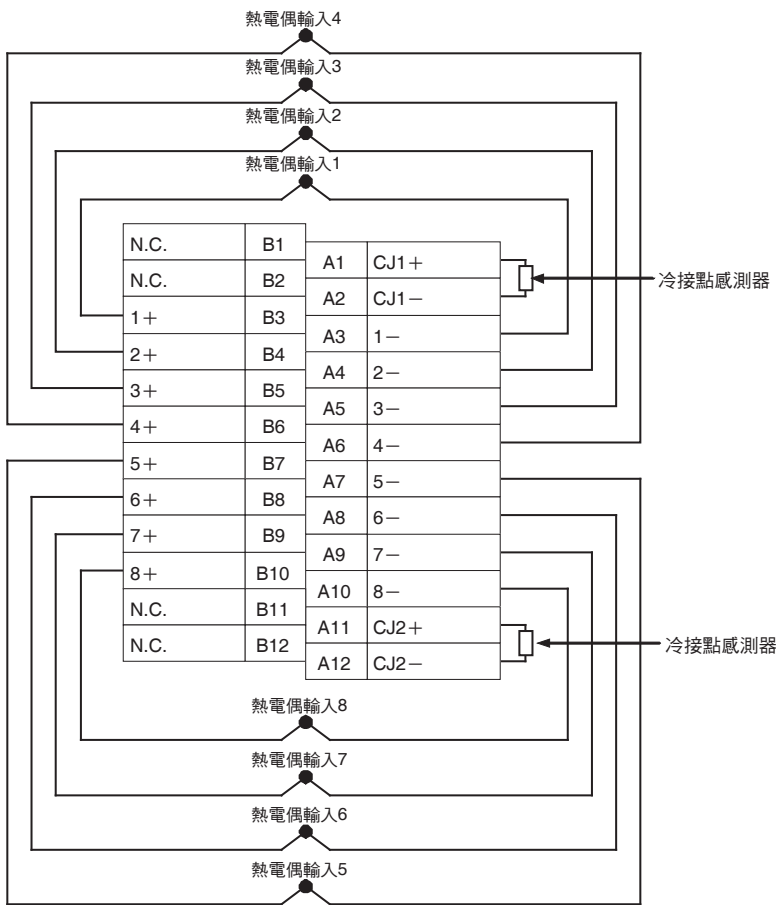 熱電偶輸入4
熱電偶輸入3
熱電偶輸入2
熱電偶輸入1
N.C. B1
A1 CJ1+
N.C. B2
冷接點感測器
A2 CJ1−
1+ B3
A3 1−
2+ B4
A4 2−
3+ B5
A5 3−
4+ B6
A6 4−
5+ B7
A7 5−
6+ B8
A8 6−
7+ B9
A9 7−
8+ B10
A10 8−
N.C. B11
A11 CJ2+
N.C. B12
冷接點感測器
A12 CJ2−
熱電偶輸入8
熱電偶輸入7
熱電偶輸入6
熱電偶輸入5